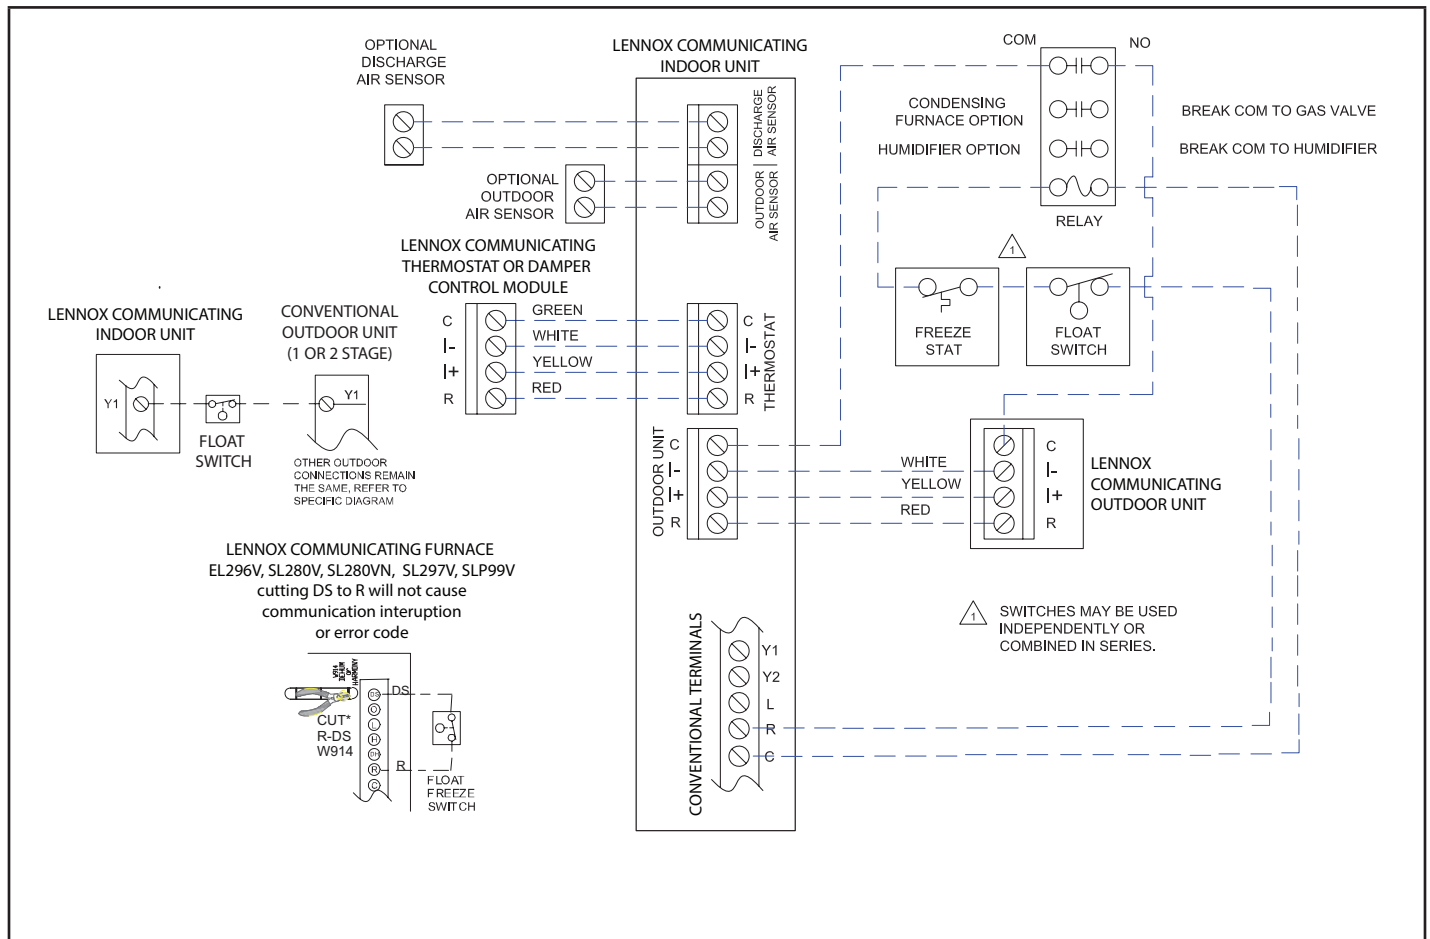 OPTIONAL
DISCHARGE
AIR SENSOR
LENNOX COMMUNICATING
INDOOR UNIT
DISCHARGE
AIR SENSOR
OUTDOOR
AIR SENSOR
OPTIONAL
OUTDOOR
AIR SENSOR
COM
NO
CONDENSING
FURNACE OPTION
BREAK COM TO GAS VALVE
HUMIDIFIER OPTION
BREAK COM TO HUMIDIFIER
RELAY
1
FREEZE
STAT
FLOAT
SWITCH
LENNOX COMMUNICATING
THERMOSTAT OR DAMPER
CONTROL MODULE
C
I-
I+
R
GREEN
WHITE
YELLOW
RED
C
I-
I+
R
THERMOSTAT
LENNOX COMMUNICATING
INDOOR UNIT
Y1
FLOAT
SWITCH
CONVENTIONAL
OUTDOOR UNIT
(1 OR 2 STAGE)
Y1
OTHER OUTDOOR
CONNECTIONS REMAIN
THE SAME, REFER TO
SPECIFIC DIAGRAM
OUTDOOR UNIT
C
I-
I+
R
WHITE
YELLOW
RED
C
I-
I+
R
LENNOX
COMMUNICATING
OUTDOOR UNIT
LENNOX COMMUNICATING FURNACE
EL296V, SL280V, SL280VN, SL297V, SLP99V
cutting DS to R will not cause
communication interuption
or error code
W914
DEHUM
OR
HARMONY
CUT*
R-DS
W914
DS
O
L
H
DH
R
C
DS
R
FLOAT
FREEZE
SWITCH
CONVENTIONAL TERMINALS
Y1
Y2
L
R
C
1
SWITCHES MAY BE USED
INDEPENDENTLY OR
COMBINED IN SERIES.